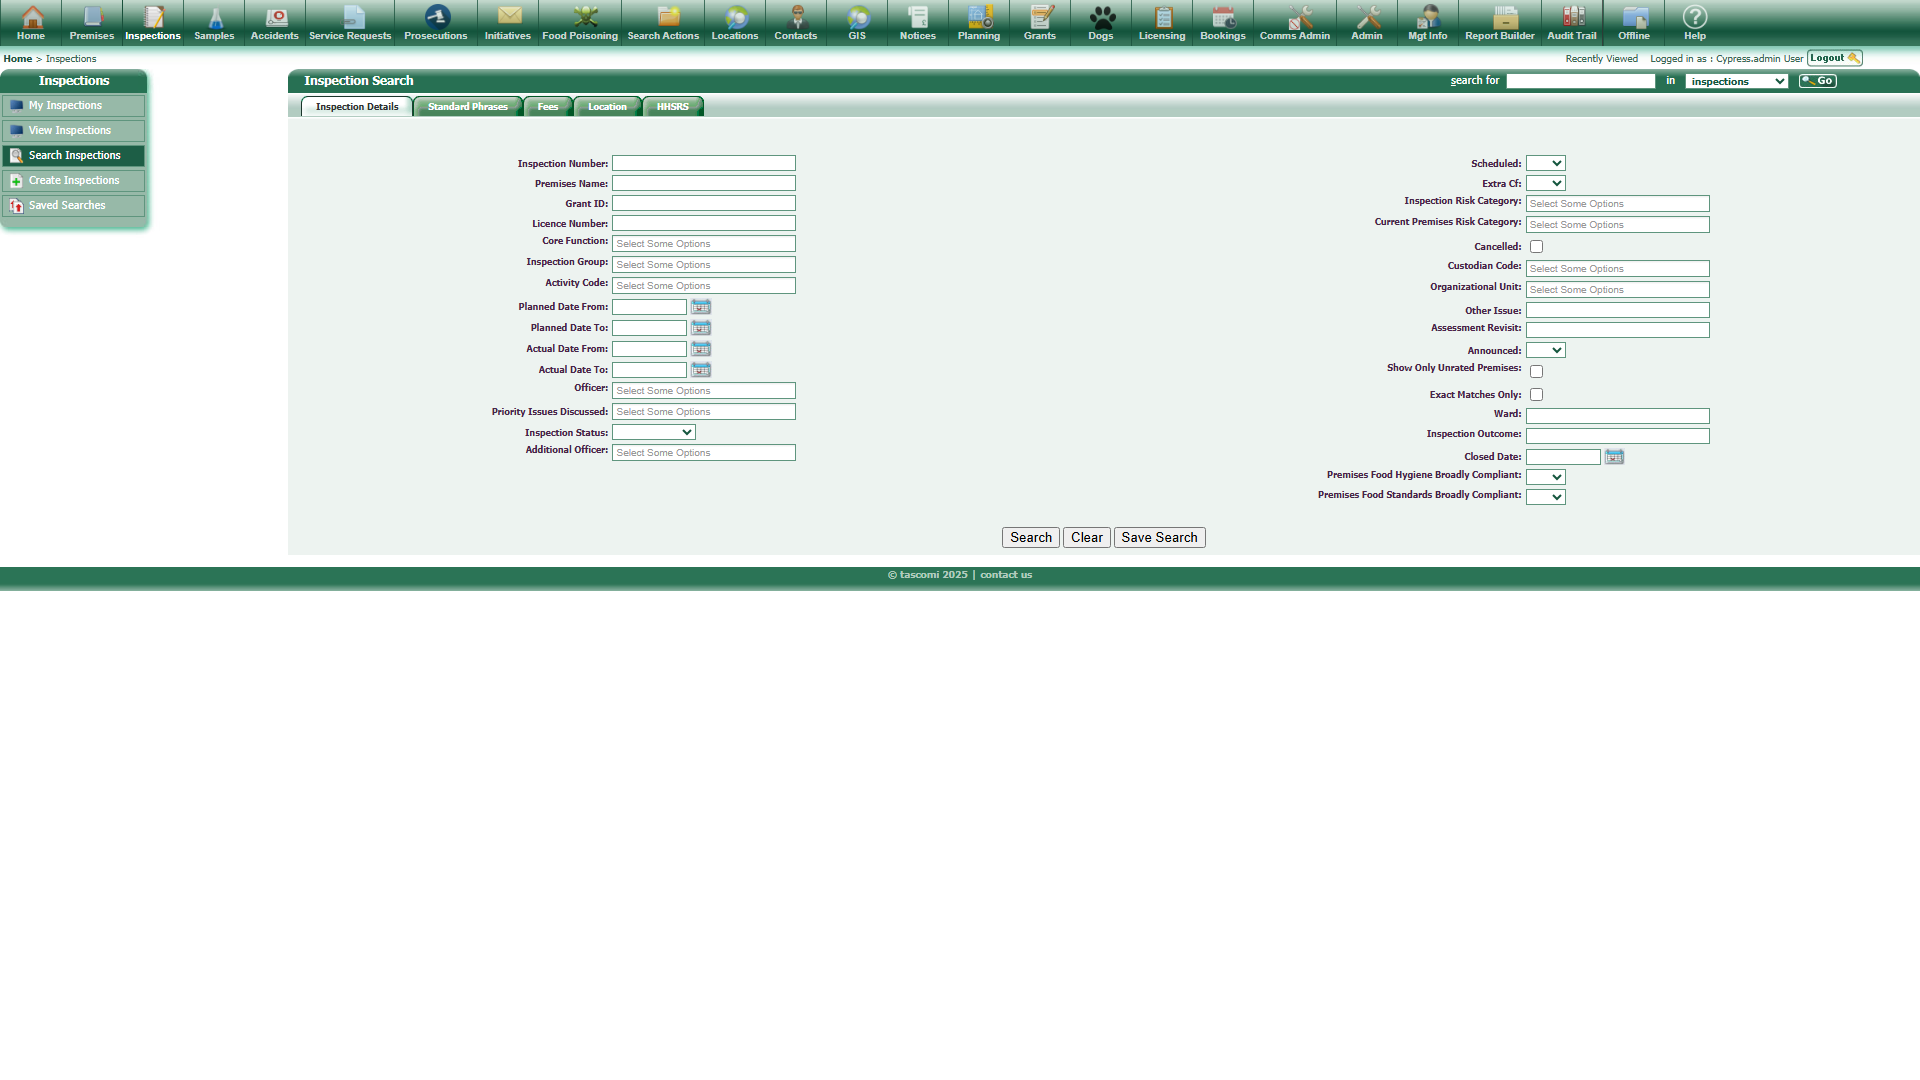 Home Premises Inspections Samples Accidents Service Requests Prosecutions Initiatives Food Poisoning Search Actions Locations Contacts GIS Notices Planning Grants Dogs Licensing Bookings Comms Admin Admin Mgt Info Report Builder Audit Trail Offline Help
Home > Inspections
Recently Viewed Logged in as : Cypress.admin User Logout
Inspections
My Inspections
View Inspections
Search Inspections
Create Inspections
Saved Searches
Inspection Search
search for in inspections Go
Inspection Details Standard Phrases Fees Location HHSRS
Inspection Number:
Premises Name:
Grant ID:
Licence Number:
Core Function: Select Some Options
Inspection Group: Select Some Options
Activity Code: Select Some Options
Planned Date From:
Planned Date To:
Actual Date From:
Actual Date To:
Officer: Select Some Options
Priority Issues Discussed: Select Some Options
Inspection Status:
Additional Officer: Select Some Options
Scheduled:
Extra Cf:
Inspection Risk Category: Select Some Options
Current Premises Risk Category: Select Some Options
Cancelled:
Custodian Code: Select Some Options
Organizational Unit: Select Some Options
Other Issue:
Assessment Revisit:
Announced:
Show Only Unrated Premises:
Exact Matches Only:
Ward:
Inspection Outcome:
Closed Date:
Premises Food Hygiene Broadly Compliant:
Premises Food Standards Broadly Compliant:
Search Clear Save Search
© tascomi 2025 | contact us